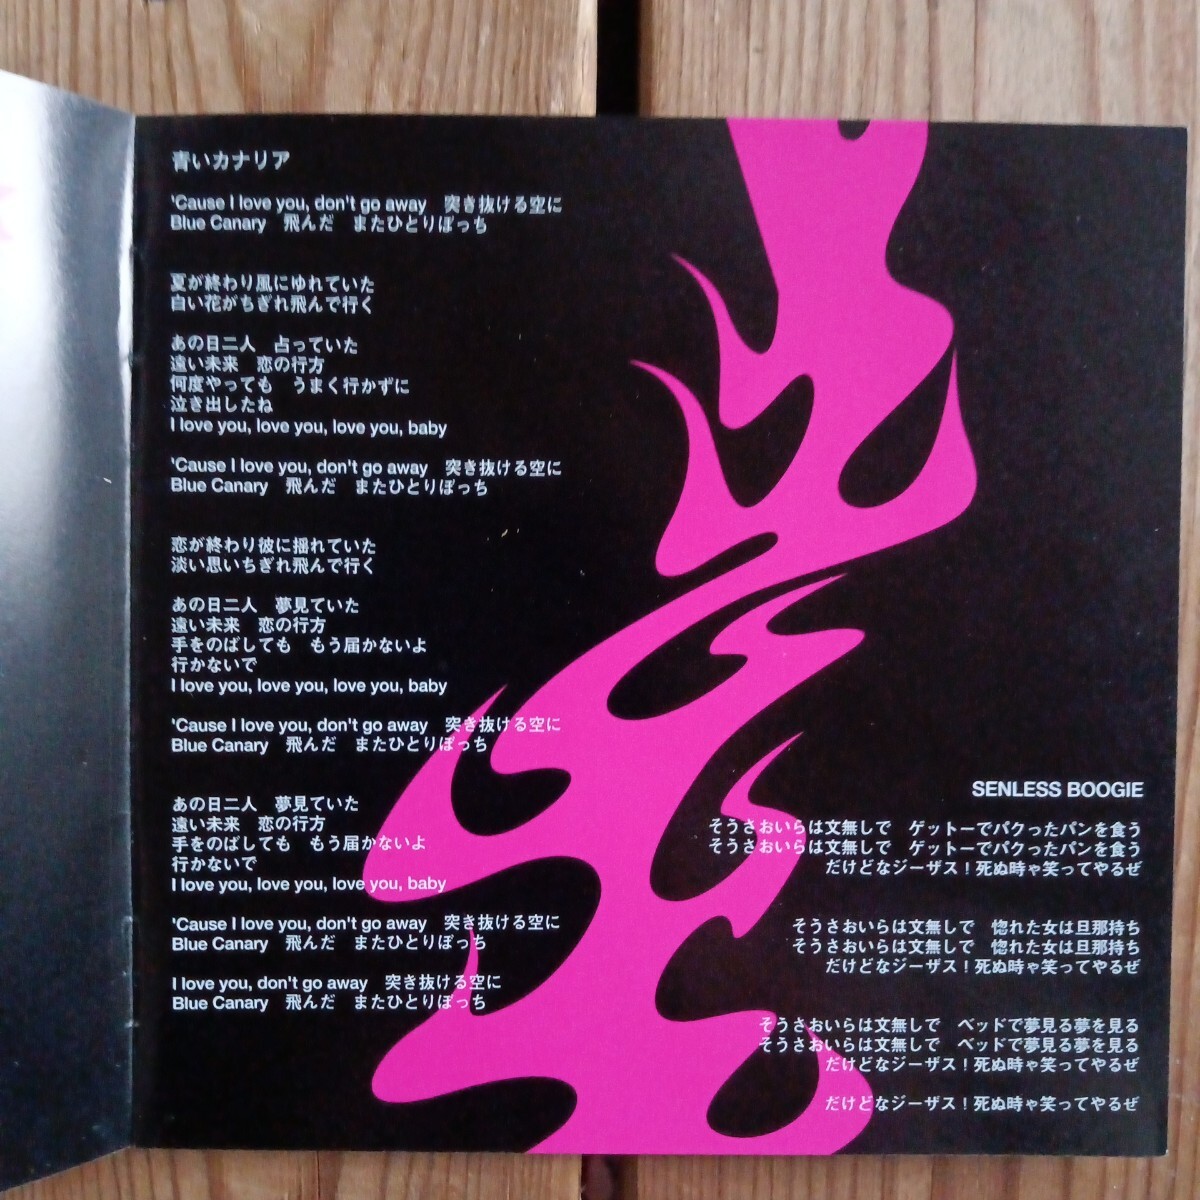 青いカナリア
'Cause I love you, don't go away　突き抜ける空に
Blue Canary　飛んだ　またひとりぼっち
夏が終わり風にゆれていた
白い花がちぎれ飛んで行く
あの日二人　占っていた
遠い未来　恋の行方
何度やっても　うまく行かずに
泣き出したね
I love you, love you, love you, baby
'Cause I love you, don't go away　突き抜ける空に
Blue Canary　飛んだ　またひとりぼっち
恋が終わり彼に揺れていた
淡い思いちぎれ飛んで行く
あの日二人　夢見ていた
遠い未来　恋の行方
手をのばしても　もう届かないよ
行かないで
I love you, love you, love you, baby
'Cause I love you, don't go away　突き抜ける空に
Blue Canary　飛んだ　またひとりぼっち
あの日二人　夢見ていた
遠い未来　恋の行方
手をのばしても　もう届かないよ
行かないで
I love you, love you, love you, baby
'Cause I love you, don't go away　突き抜ける空に
Blue Canary　飛んだ　またひとりぼっち
I love you, don't go away　突き抜ける空に
Blue Canary　飛んだ　またひとりぼっち
SENLESS BOOGIE
そうさおいらは文無しで　ゲットーでパクったパンを食う
そうさおいらは文無しで　ゲットーでパクったパンを食う
だけどなジーザス！死ぬ時ゃ笑ってやるぜ
そうさおいらは文無しで　惚れた女は旦那持ち
そうさおいらは文無しで　惚れた女は旦那持ち
だけどなジーザス！死ぬ時ゃ笑ってやるぜ
そうさおいらは文無しで　ベッドで夢見る夢を見る
そうさおいらは文無しで　ベッドで夢見る夢を見る
だけどなジーザス！死ぬ時ゃ笑ってやるぜ
だけどなジーザス！死ぬ時ゃ笑ってやるぜ